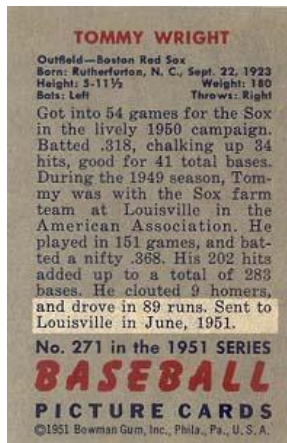 TOMMY WRIGHT
Outfield—Boston Red Sox
Born: Rutherfurton, N. C., Sept. 22, 1923
Height: 5-11½ Weight: 180
Bats: Left Throws: Right
Got into 54 games for the Sox
in the lively 1950 campaign.
Batted .318, chalking up 34
hits, good for 41 total bases.
During the 1949 season, Tom-
my was with the Sox farm
team at Louisville in the
American Association. He
played in 151 games, and bat-
ted a nifty .368. His 202 hits
added up to a total of 283
bases. He clouted 9 homers,
and drove in 89 runs. Sent to
Louisville in June, 1951.
No. 271 in the 1951 SERIES
BASEBALL
PICTURE CARDS
©1951 Bowman Gum, Inc., Phila., Pa., U. S. A.